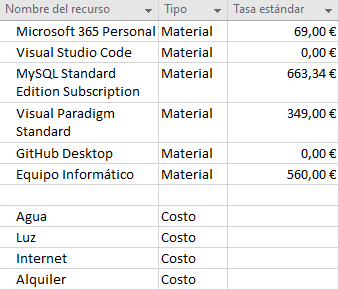 Nombre del recurso Tipo Tasa estándar
Microsoft 365 Personal Material 69,00 €
Visual Studio Code Material 0,00 €
MySQL Standard Material 663,34 €
Edition Subscription
Visual Paradigm Material 349,00 €
Standard
GitHub Desktop Material 0,00 €
Equipo Informático Material 560,00 €
Agua Costo
Luz Costo
Internet Costo
Alquiler Costo